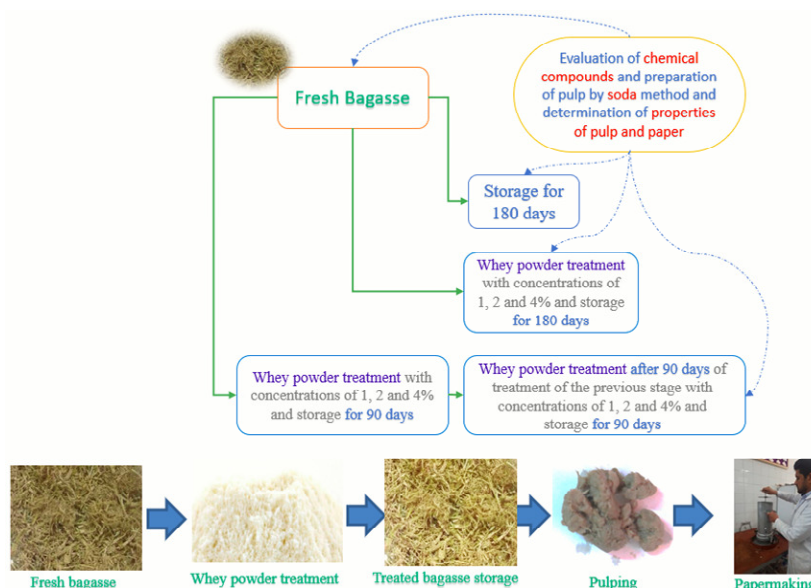 Fresh Bagasse
Evaluation of chemical
compounds and preparation
of pulp by soda method and
determination of properties
of pulp and paper
Storage for
180 days
Whey powder treatment
with concentrations of
1, 2 and 4% and storage
for 180 days
Whey powder treatment with
concentrations of 1, 2 and 4%
and storage for 90 days
Whey powder treatment after 90 days of
treatment of the previous stage with
concentrations of 1, 2 and 4% and
storage for 90 days
Fresh bagasse
Whey powder treatment
Treated bagasse storage
Pulping
Papermaking